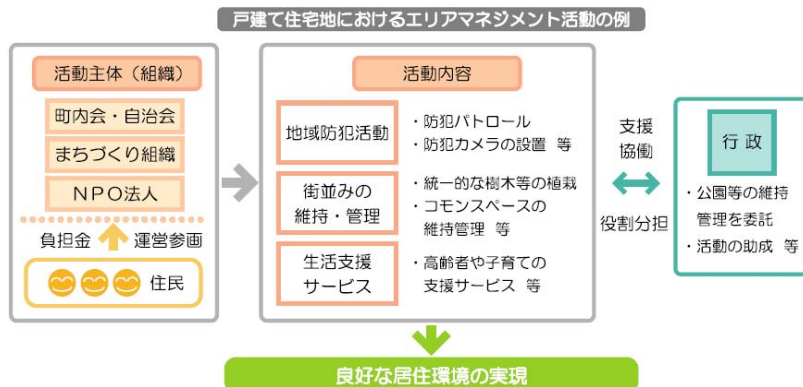 戸建て住宅地におけるエリアマネジメント活動の例
活動主体（組織）
町内会・自治会
まちづくり組織
NPO法人
負担金
運営参画
住民
活動内容
地域防犯活動
・防犯パトロール
・防犯カメラの設置 等
街並みの
維持・管理
・統一的な樹木等の植栽
・コモンスペースの
維持管理 等
生活支援
サービス
・高齢者や子育ての
支援サービス 等
支援
協働
役割分担
行政
・公園等の維持
管理を委託
・活動の助成 等
良好な居住環境の実現